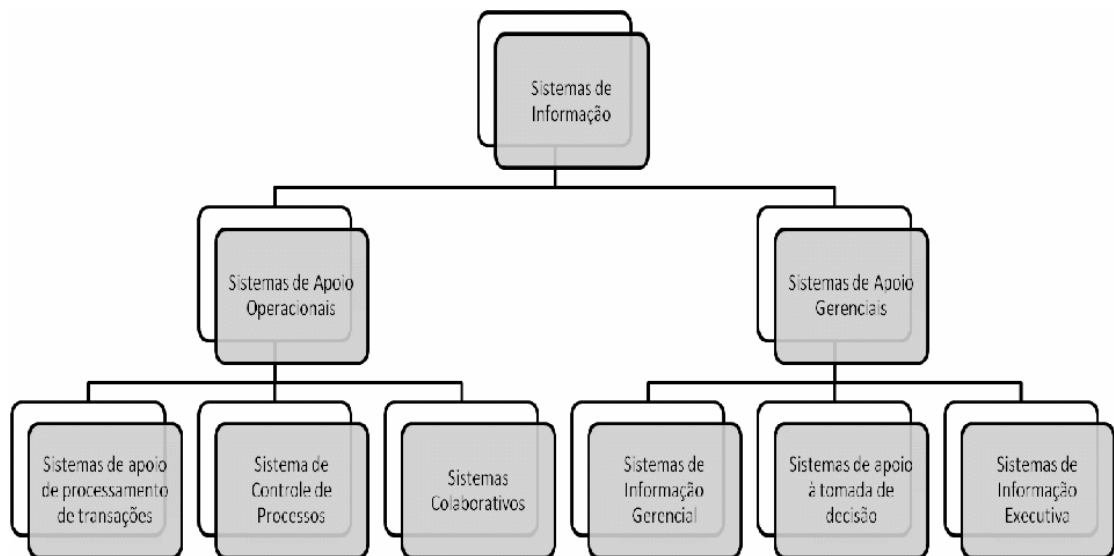 Sistemas de
Informação
Sistemas de Apoio
Operacionais
Sistemas de Apoio
Gerenciais
Sistemas de apoio
de processamento
de transações
Sistema de
Controle de
Processos
Sistemas
Colaborativos
Sistemas de
Informação
Gerencial
Sistemas de apoio
à tomada de
decisão
Sistemas de
Informação
Executiva